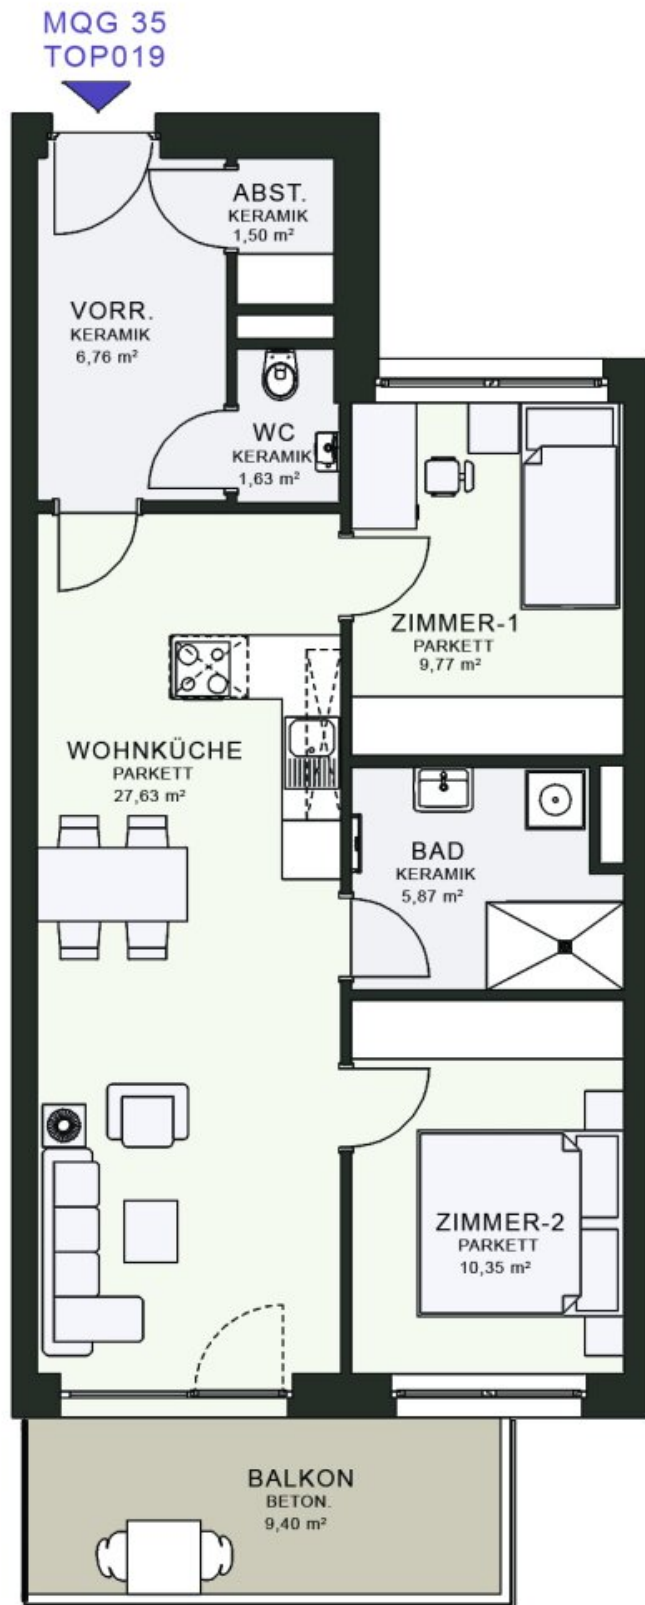 MQG 35
TOP019
ABST.
KERAMIK
1,50 m²
VORR.
KERAMIK
6,76 m²
WC
KERAMIK
1,63 m²
ZIMMER-1
PARKETT
9,77 m²
WOHNKÜCHE
PARKETT
27,63 m²
BAD
KERAMIK
5,87 m²
ZIMMER-2
PARKETT
10,35 m²
BALKON
BETON.
9,40 m²